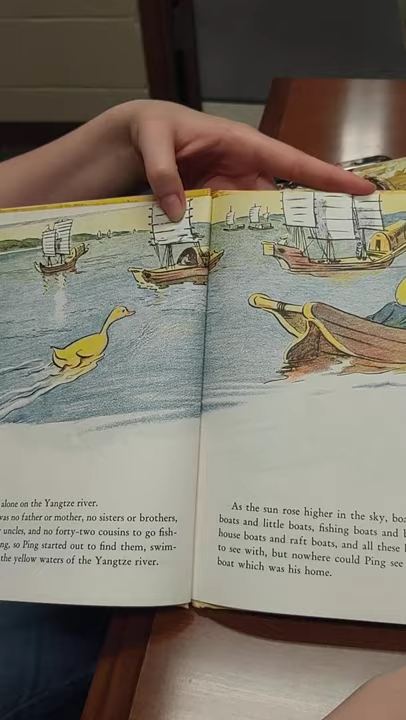 alone on the Yangtze river.
was no father or mother, no sisters or brothers,
uncles, and no forty-two cousins to go fish-
ng, so Ping started out to find them, swim-
the yellow waters of the Yangtze river.
As the sun rose higher in the sky, boa
boats and little boats, fishing boats and b
house boats and raft boats, and all these b
to see with, but nowhere could Ping see
boat which was his home.